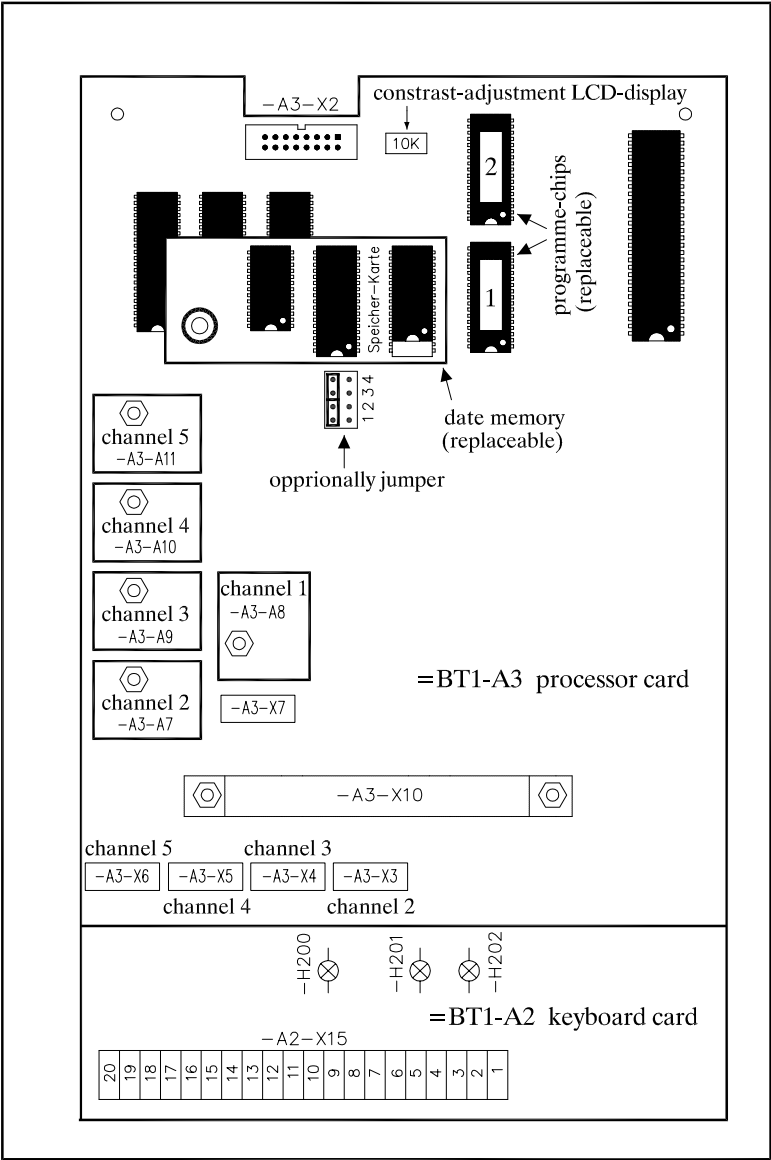 -A3-X2
constrast-adjustment LCD-display
10K
2
1
programme-chips
(replaceable)
Speicher-Karte
1 2 3 4
date memory
(replaceable)
opprionally jumper
channel 5
-A3-A11
channel 4
-A3-A10
channel 3
-A3-A9
channel 1
-A3-A8
channel 2
-A3-A7
-A3-X7
=BT1-A3 processor card
-A3-X10
channel 5
channel 3
-A3-X6
-A3-X5
-A3-X4
-A3-X3
channel 4
channel 2
-H200
-H201
-H202
=BT1-A2 keyboard card
-A2-X15
20 19 18 17 16 15 14 13 12 11 10 9 8 7 6 5 4 3 2 1